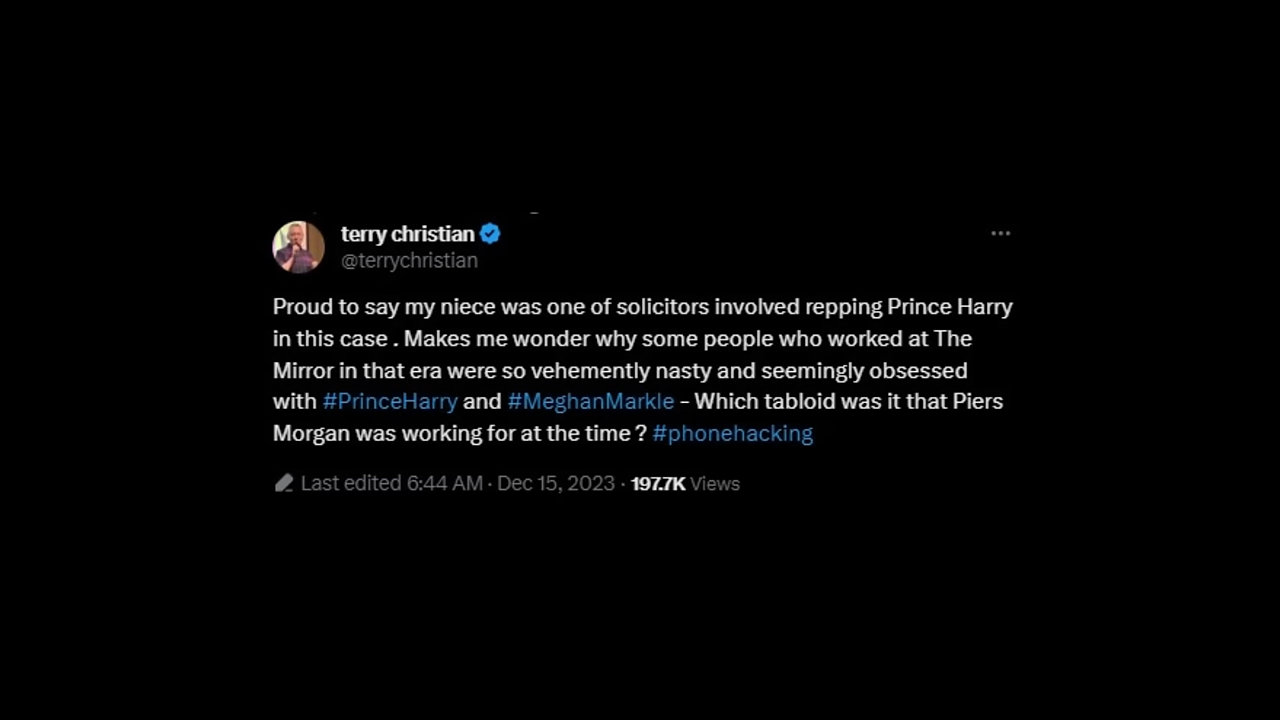 terry christian
@terrychristian
Proud to say my niece was one of solicitors involved repping Prince Harry
in this case . Makes me wonder why some people who worked at The
Mirror in that era were so vehemently nasty and seemingly obsessed
with #PrinceHarry and #MeghanMarkle - Which tabloid was it that Piers
Morgan was working for at the time ? #phonehacking
Last edited 6:44 AM · Dec 15, 2023 · 197.7K Views